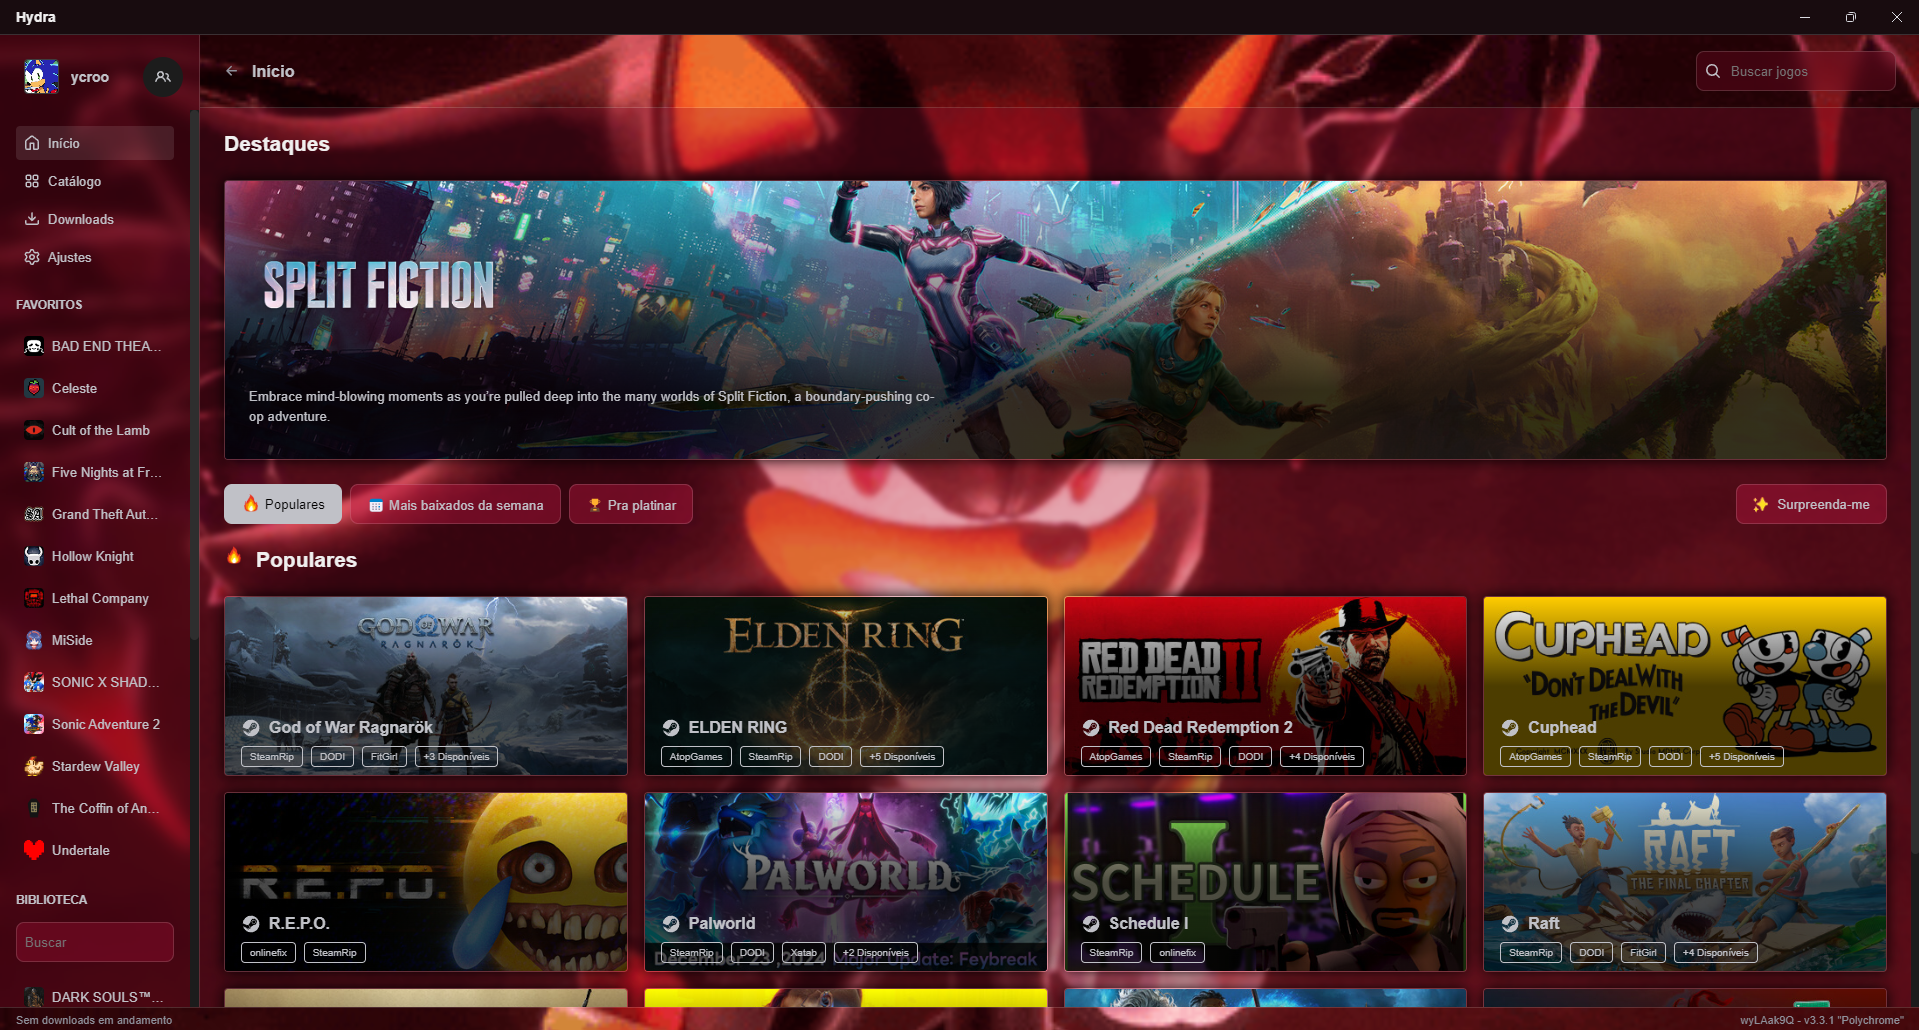 Hydra
ycroo
Início
Catálogo
Downloads
Ajustes
FAVORITOS
BAD END THEA...
Celeste
Cult of the Lamb
Five Nights at Fr...
Grand Theft Aut...
Hollow Knight
Lethal Company
MiSide
SONIC X SHAD...
Sonic Adventure 2
Stardew Valley
The Coffin of An...
Undertale
BIBLIOTECA
Buscar
DARK SOULS™...
Início
Buscar jogos
Destaques
SPLIT FICTION
Embrace mind-blowing moments as you're pulled deep into the many worlds of Split Fiction, a boundary-pushing co-
op adventure.
Populares
Mais baixados da semana
Pra platinar
Surpreenda-me
Populares
GOD OF WAR
RAGNARÖK
God of War Ragnarök
SteamRip DODI FitGirl +3 Disponíveis
ELDEN RING
ELDEN RING
AtopGames SteamRip DODI +5 Disponíveis
RED DEAD
REDEMPTION II
Red Dead Redemption 2
AtopGames SteamRip DODI +4 Disponíveis
CUPHEAD
"DON'T DEAL WITH
THE DEVIL"
Cuphead
AtopGames SteamRip DODI +5 Disponíveis
R.E.P.O.
R.E.P.O.
onlinefix SteamRip
PALWORLD
Palworld
SteamRip DODI Xatab +2 Disponíveis
December 23, 2024 Major Update: Feybreak
SCHEDULE I
Schedule I
SteamRip onlinefix
RAFT
THE FINAL CHAPTER
Raft
SteamRip DODI FitGirl +4 Disponíveis
Sem downloads em andamento
wyLAak9Q - v3.3.1 "Polychrome"